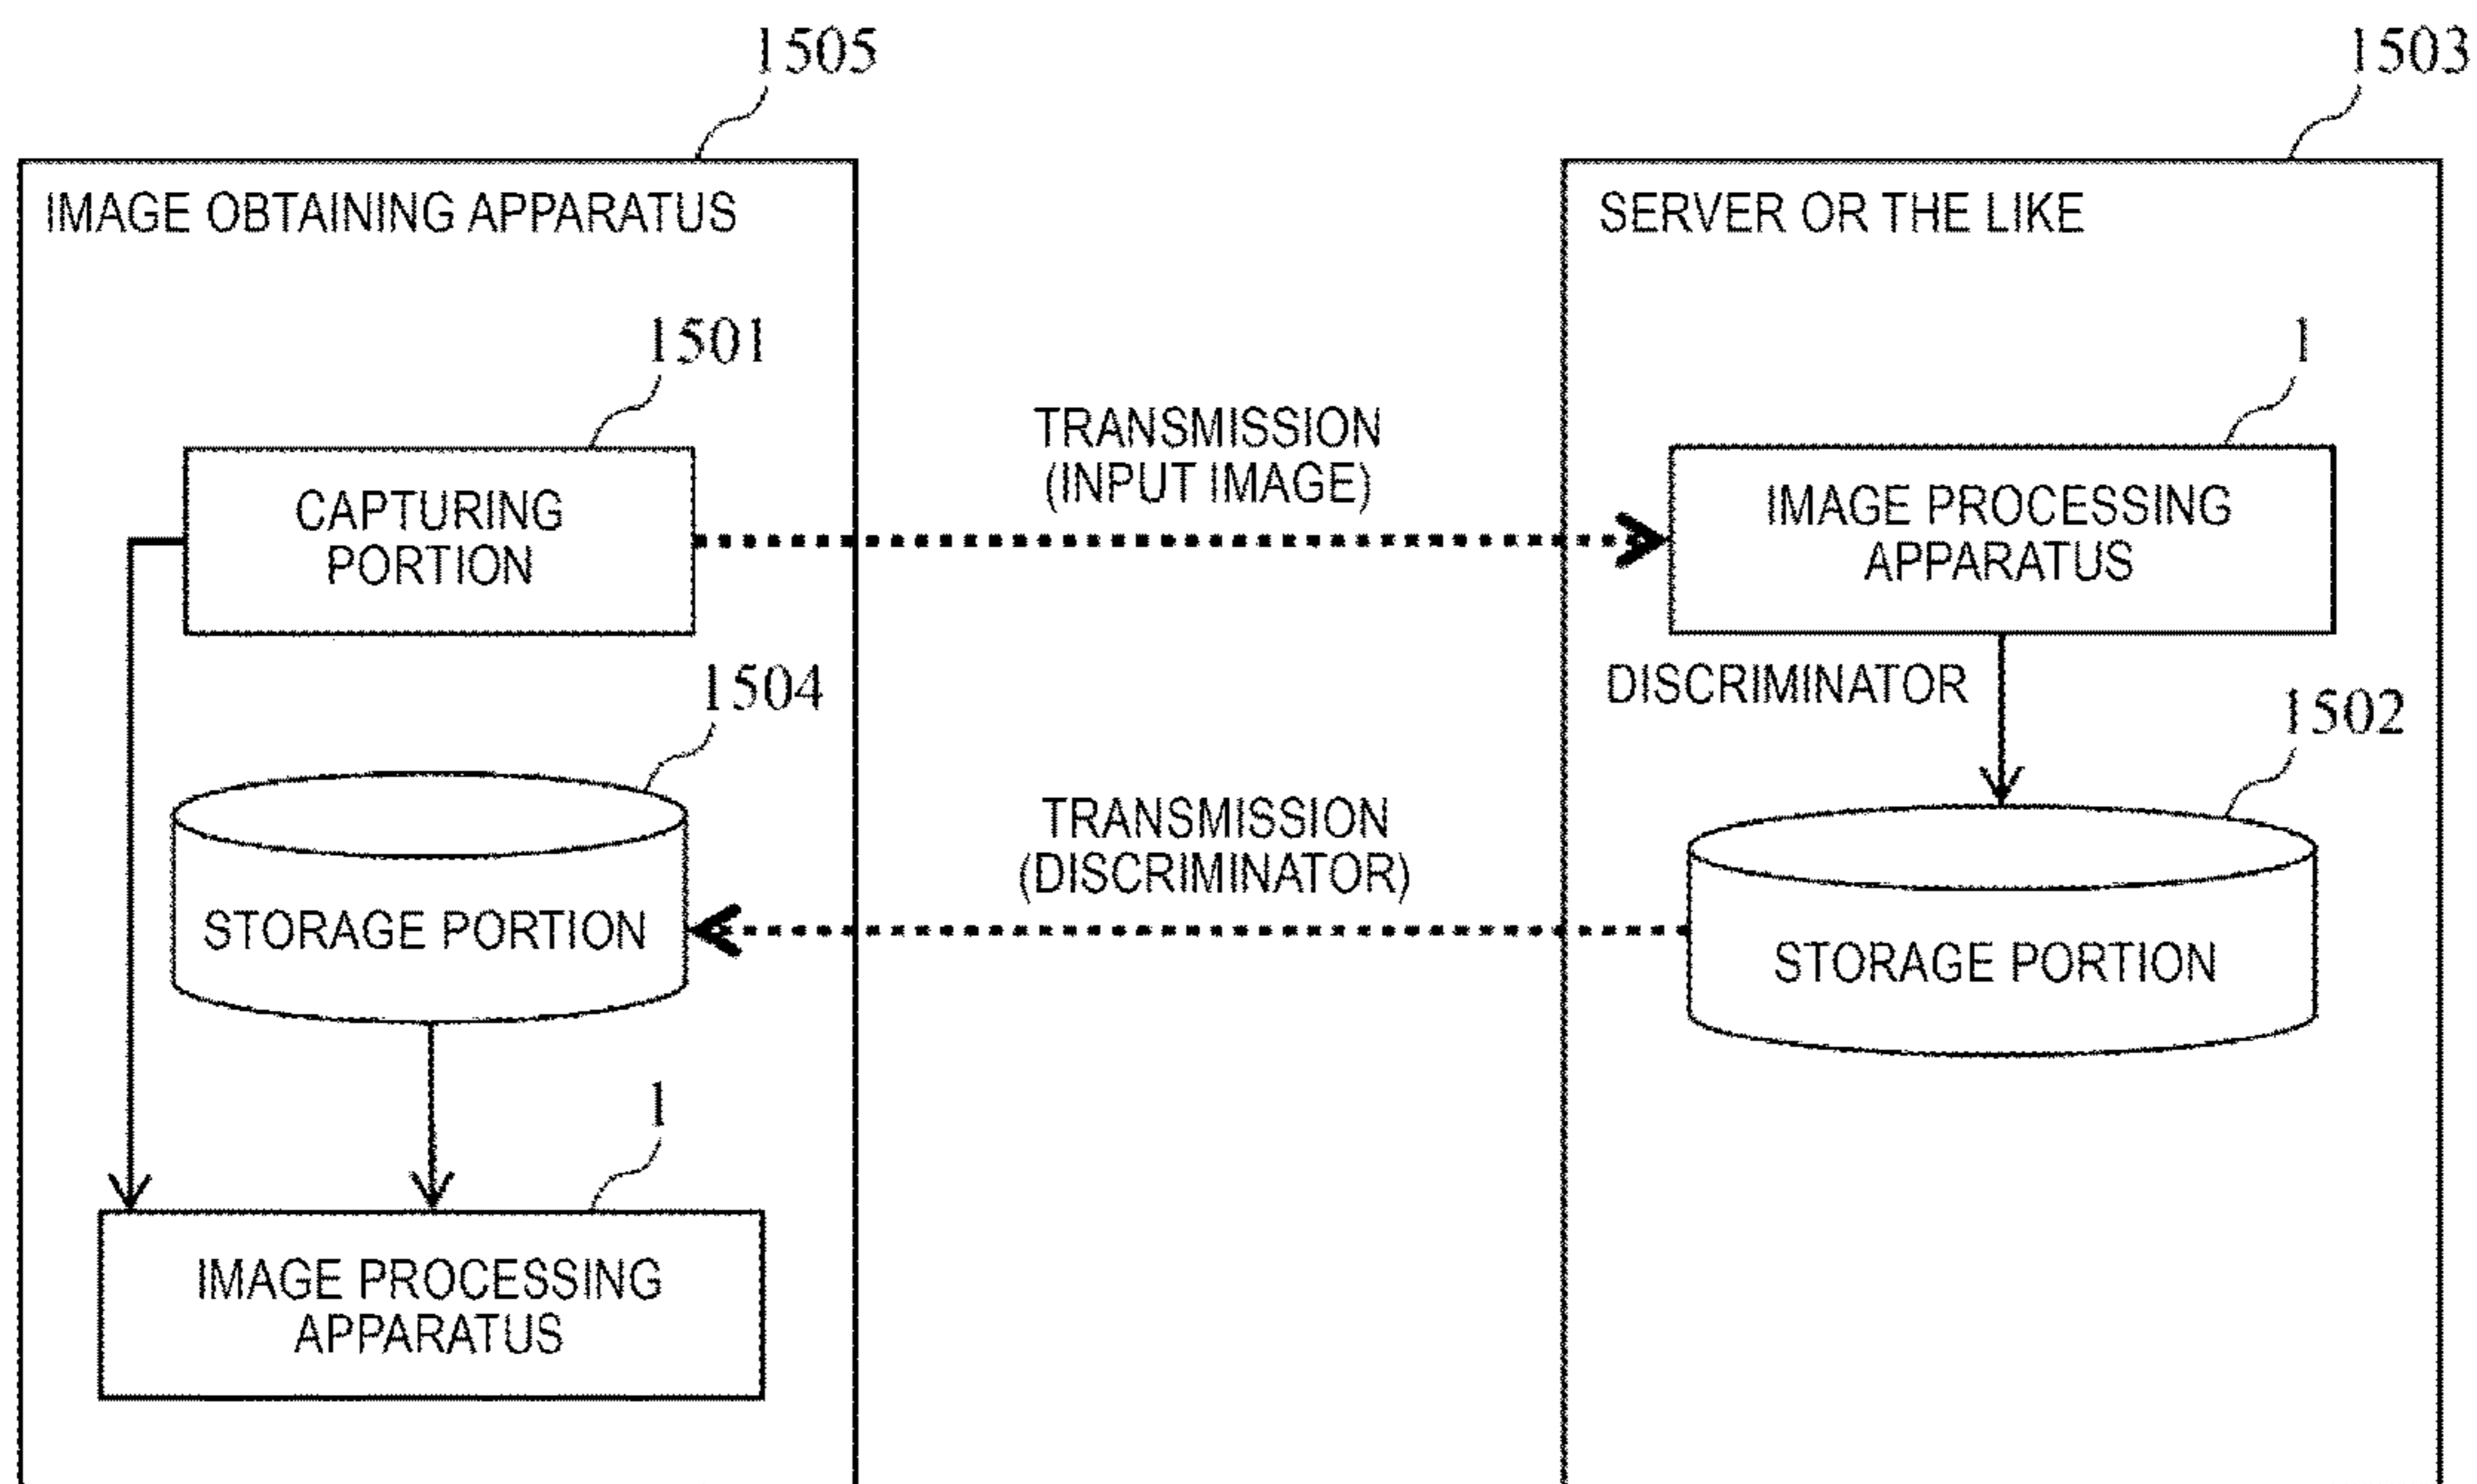 1505
1503
IMAGE OBTAINING APPARATUS
SERVER OR THE LIKE
1501
1
CAPTURING
PORTION
TRANSMISSION
(INPUT IMAGE)
IMAGE PROCESSING
APPARATUS
1504
DISCRIMINATOR
1502
STORAGE PORTION
TRANSMISSION
(DISCRIMINATOR)
STORAGE PORTION
1
IMAGE PROCESSING
APPARATUS